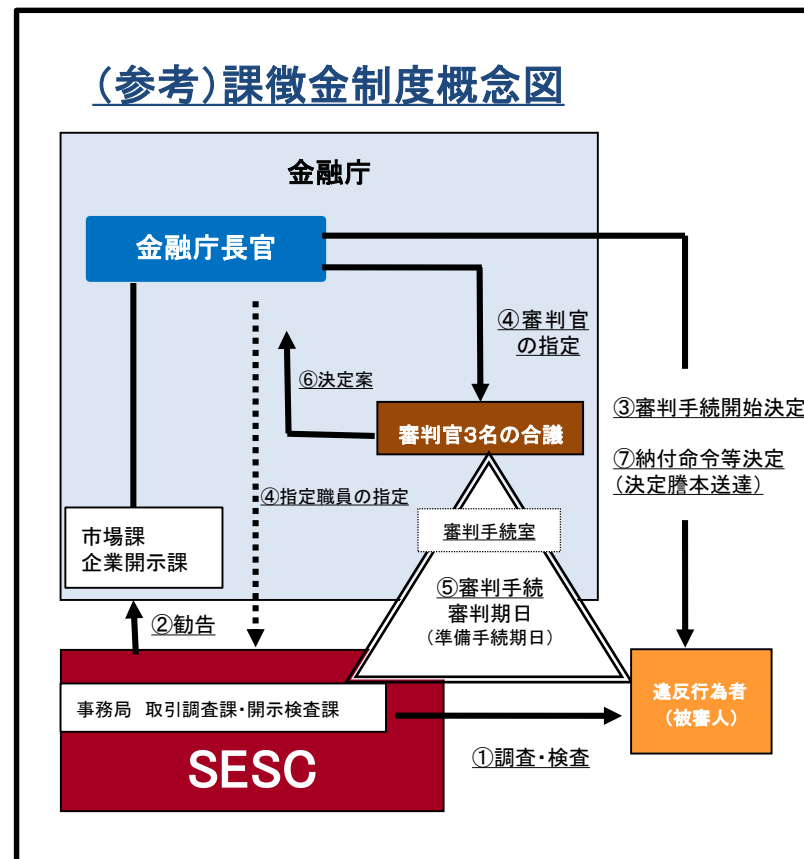 (参考)課徴金制度概念図
金融庁
金融庁長官
④審判官
の指定
⑥決定案
③審判手続開始決定
審判官3名の合議
⑦納付命令等決定
(決定謄本送達)
④指定職員の指定
市場課
企業開示課
審判手続室
⑤審判手続
審判期日
(準備手続期日)
②勧告
事務局 取引調査課・開示検査課
違反行為者
(被審人)
SESC
①調査・検査